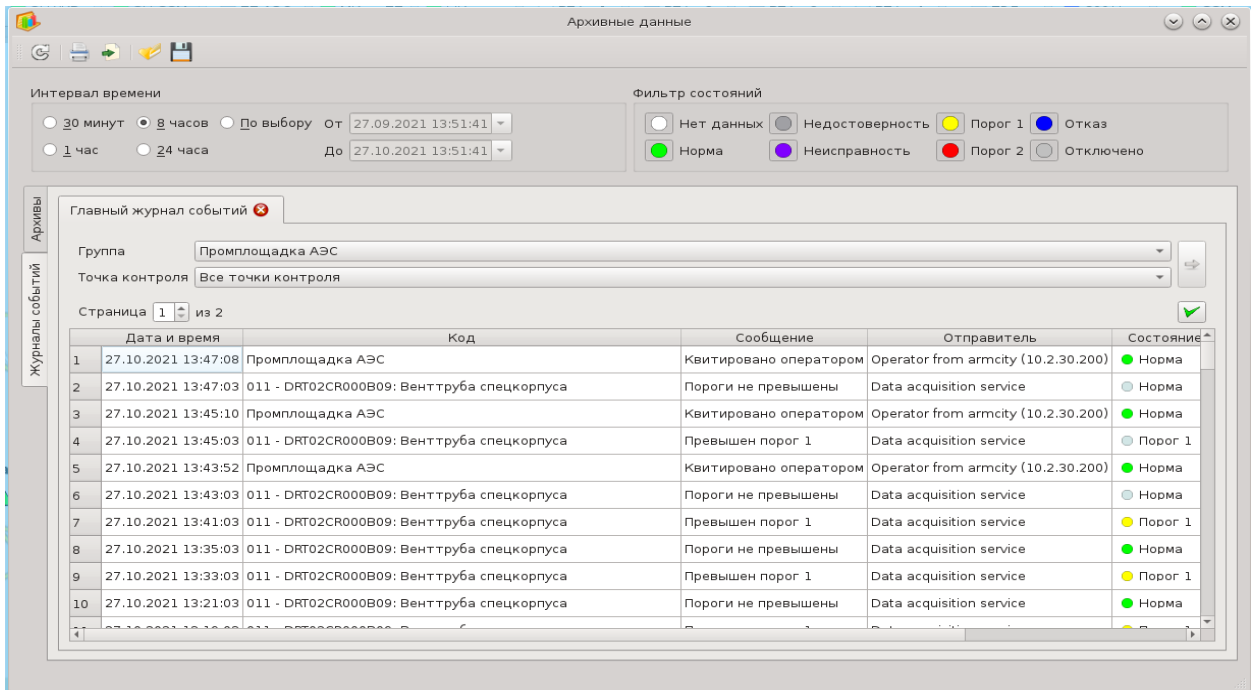 Архивные данные
Интервал времени
Фильтр состояний
30 минут 8 часов По выбору От 27.09.2021 13:51:41
Нет данных Недостоверность Порог 1 Отказ
1 час 24 часа До 27.10.2021 13:51:41
Норма Неисправность Порог 2 Отключено
Архивы
Журналы событий
Главный журнал событий
Группа Промплощадка АЭС
Точка контроля Все точки контроля
Страница 1 из 2
Дата и время Код Сообщение Отправитель Состояние
1 27.10.2021 13:47:08 Промплощадка АЭС Квитировано оператором Operator from armcity (10.2.30.200) Норма
2 27.10.2021 13:47:03 011 - DRT02CR000B09: Венттруба спецкорпуса Пороги не превышены Data acquisition service Норма
3 27.10.2021 13:45:10 Промплощадка АЭС Квитировано оператором Operator from armcity (10.2.30.200) Норма
4 27.10.2021 13:45:03 011 - DRT02CR000B09: Венттруба спецкорпуса Превышен порог 1 Data acquisition service Порог 1
5 27.10.2021 13:43:52 Промплощадка АЭС Квитировано оператором Operator from armcity (10.2.30.200) Норма
6 27.10.2021 13:43:03 011 - DRT02CR000B09: Венттруба спецкорпуса Пороги не превышены Data acquisition service Норма
7 27.10.2021 13:41:03 011 - DRT02CR000B09: Венттруба спецкорпуса Превышен порог 1 Data acquisition service Порог 1
8 27.10.2021 13:35:03 011 - DRT02CR000B09: Венттруба спецкорпуса Пороги не превышены Data acquisition service Норма
9 27.10.2021 13:33:03 011 - DRT02CR000B09: Венттруба спецкорпуса Превышен порог 1 Data acquisition service Порог 1
10 27.10.2021 13:21:03 011 - DRT02CR000B09: Венттруба спецкорпуса Пороги не превышены Data acquisition service Норма